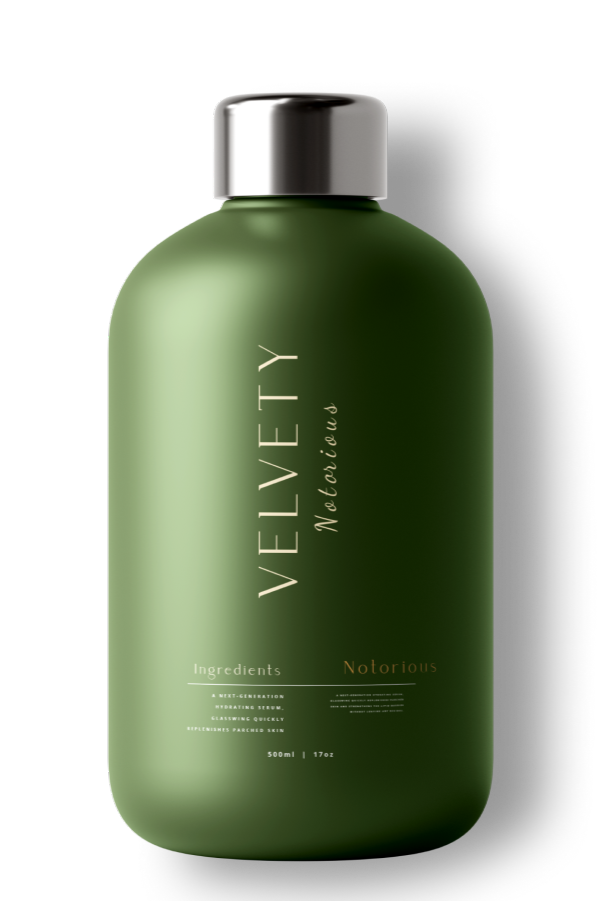 VELVETY
Notorious
Ingredients
A NEXT-GENERATION
HYDRATING SERUM,
GLASSWING QUICKLY
REPLENISHES PARCHED SKIN
Notorious
500ml | 17oz